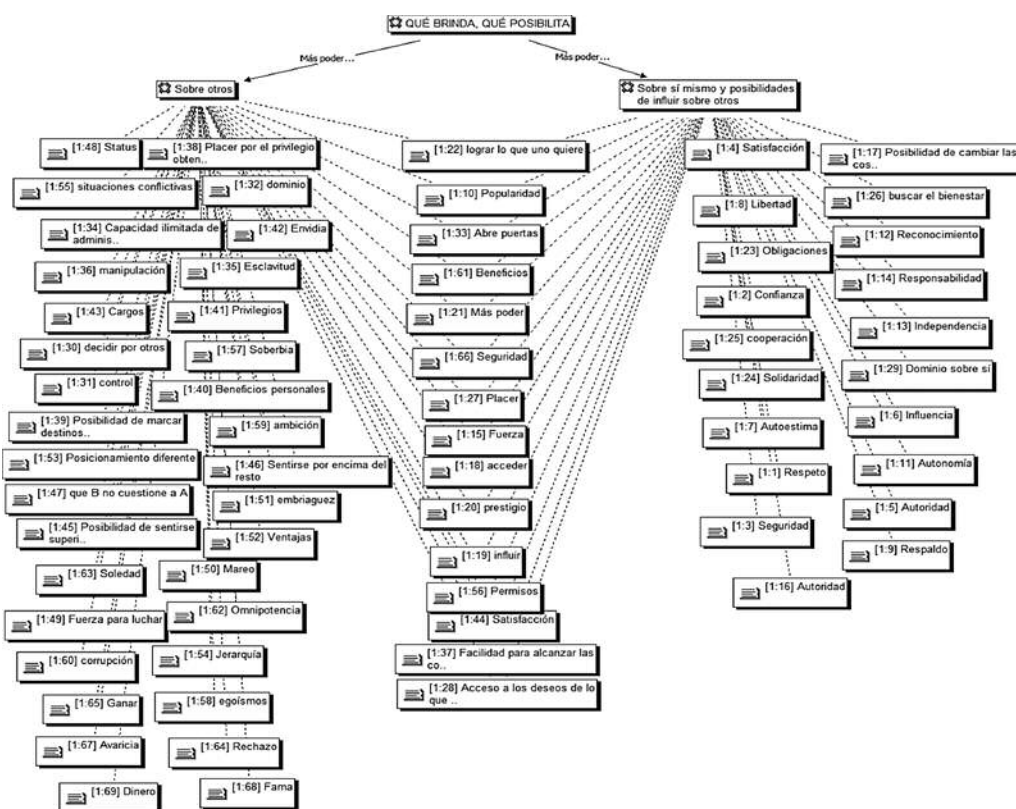 QUÉ BRINDA, QUÉ POSIBILITA
Más poder...
Más poder...
Sobre otros
Sobre sí mismo y posibilidades
de influir sobre otros
[1:48] Status
[1:38] Placer por el privilegio
obten..
[1:55] situaciones conflictivas
[1:32] dominio
[1:34] Capacidad ilimitada de
adminis..
[1:42] Envidia
[1:36] manipulación
[1:35] Esclavitud
[1:43] Cargos
[1:41] Privilegios
[1:30] decidir por otros
[1:57] Soberbia
[1:31] control
[1:40] Beneficios personales
[1:39] Posibilidad de marcar
destinos..
[1:59] ambición
[1:53] Posicionamiento diferente
[1:46] Sentirse por encima del
resto
[1:47] que B no cuestione a A
[1:51] embriaguez
[1:45] Posibilidad de sentirse
superi..
[1:52] Ventajas
[1:63] Soledad
[1:50] Mareo
[1:49] Fuerza para luchar
[1:62] Omnipotencia
[1:60] corrupción
[1:54] Jerarquía
[1:65] Ganar
[1:58] egoísmos
[1:67] Avaricia
[1:64] Rechazo
[1:69] Dinero
[1:68] Fama
[1:22] lograr lo que uno quiere
[1:10] Popularidad
[1:33] Abre puertas
[1:61] Beneficios
[1:21] Más poder
[1:66] Seguridad
[1:27] Placer
[1:15] Fuerza
[1:18] acceder
[1:20] prestigio
[1:19] influir
[1:56] Permisos
[1:44] Satisfacción
[1:37] Facilidad para alcanzar las
co..
[1:28] Acceso a los deseos de lo
que ..
[1:4] Satisfacción
[1:17] Posibilidad de cambiar las
cos..
[1:8] Libertad
[1:26] buscar el bienestar
[1:23] Obligaciones
[1:12] Reconocimiento
[1:2] Confianza
[1:14] Responsabilidad
[1:25] cooperación
[1:13] Independencia
[1:24] Solidaridad
[1:29] Dominio sobre sí
[1:7] Autoestima
[1:6] Influencia
[1:1] Respeto
[1:11] Autonomía
[1:3] Seguridad
[1:5] Autoridad
[1:16] Autoridad
[1:9] Respaldo